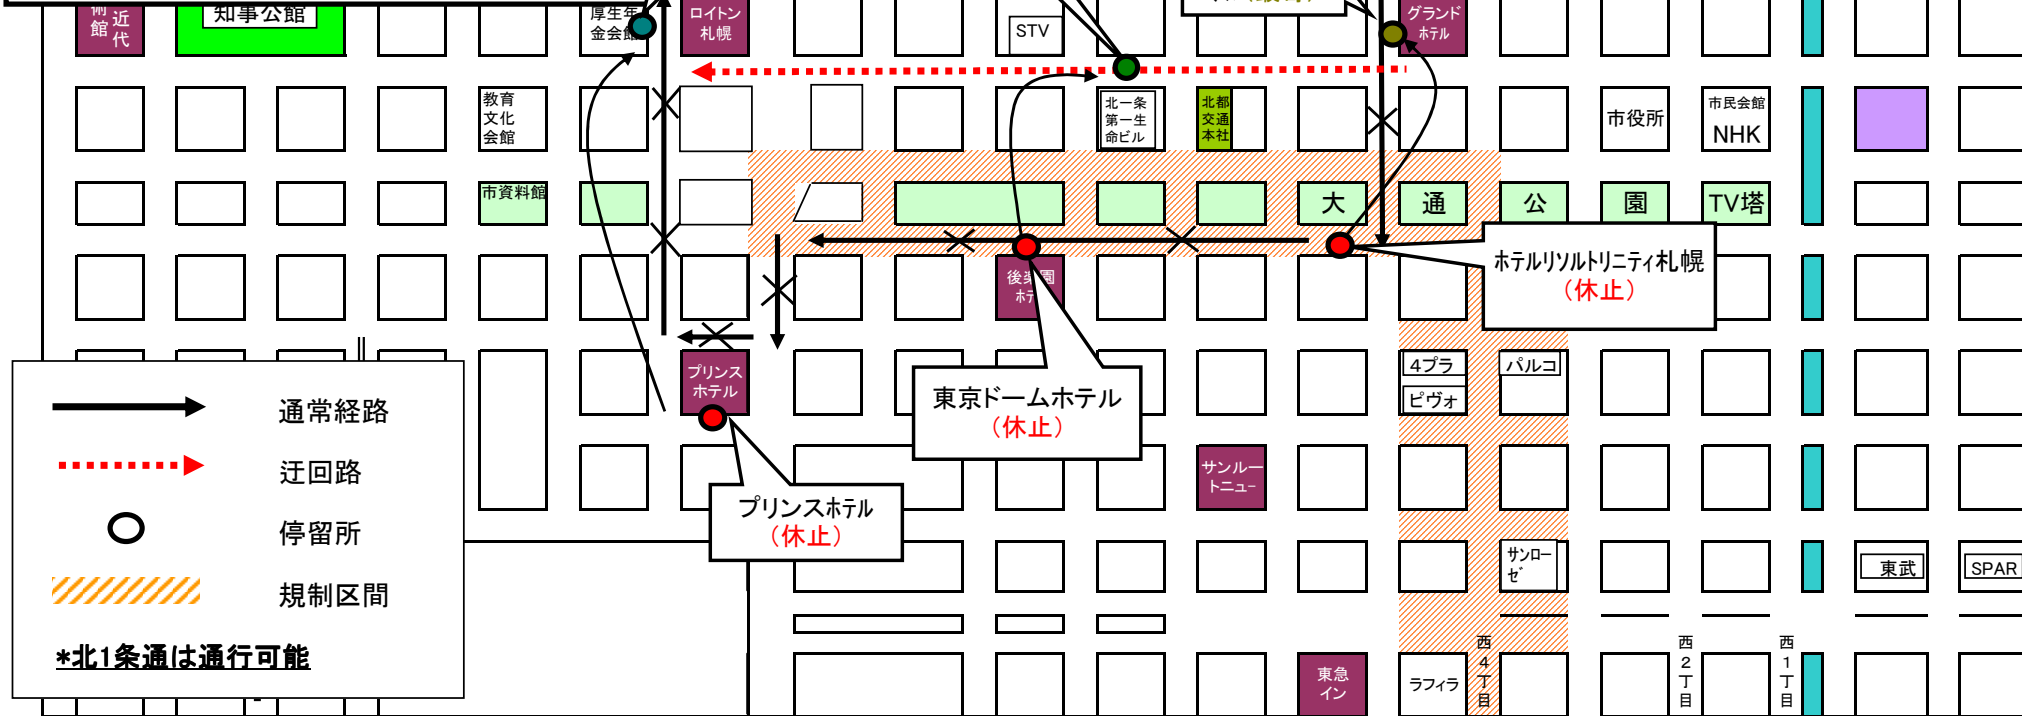 術
館
近
代
知事公館
厚生年
金会館
ロイトン
札幌
STV
グランド
ホテル
教育
文化
会館
北一条
第一生
命ビル
北都
交通
本社
市役所
市民会館
NHK
市資料館
大
通
公
園
TV塔
ホテルリソルトリニティ札幌
(休止)
後楽園
ホテ
プリンス
ホテル
東京ドームホテル
(休止)
4プラ
ピヴォ
パルコ
通常経路
迂回路
停留所
規制区間
*北1条通は通行可能
プリンスホテル
(休止)
サンルー
トニュー
サンロー
ゼ
東武
SPAR
東急
イン
ラフィラ
西4丁目
西2丁目
西1丁目